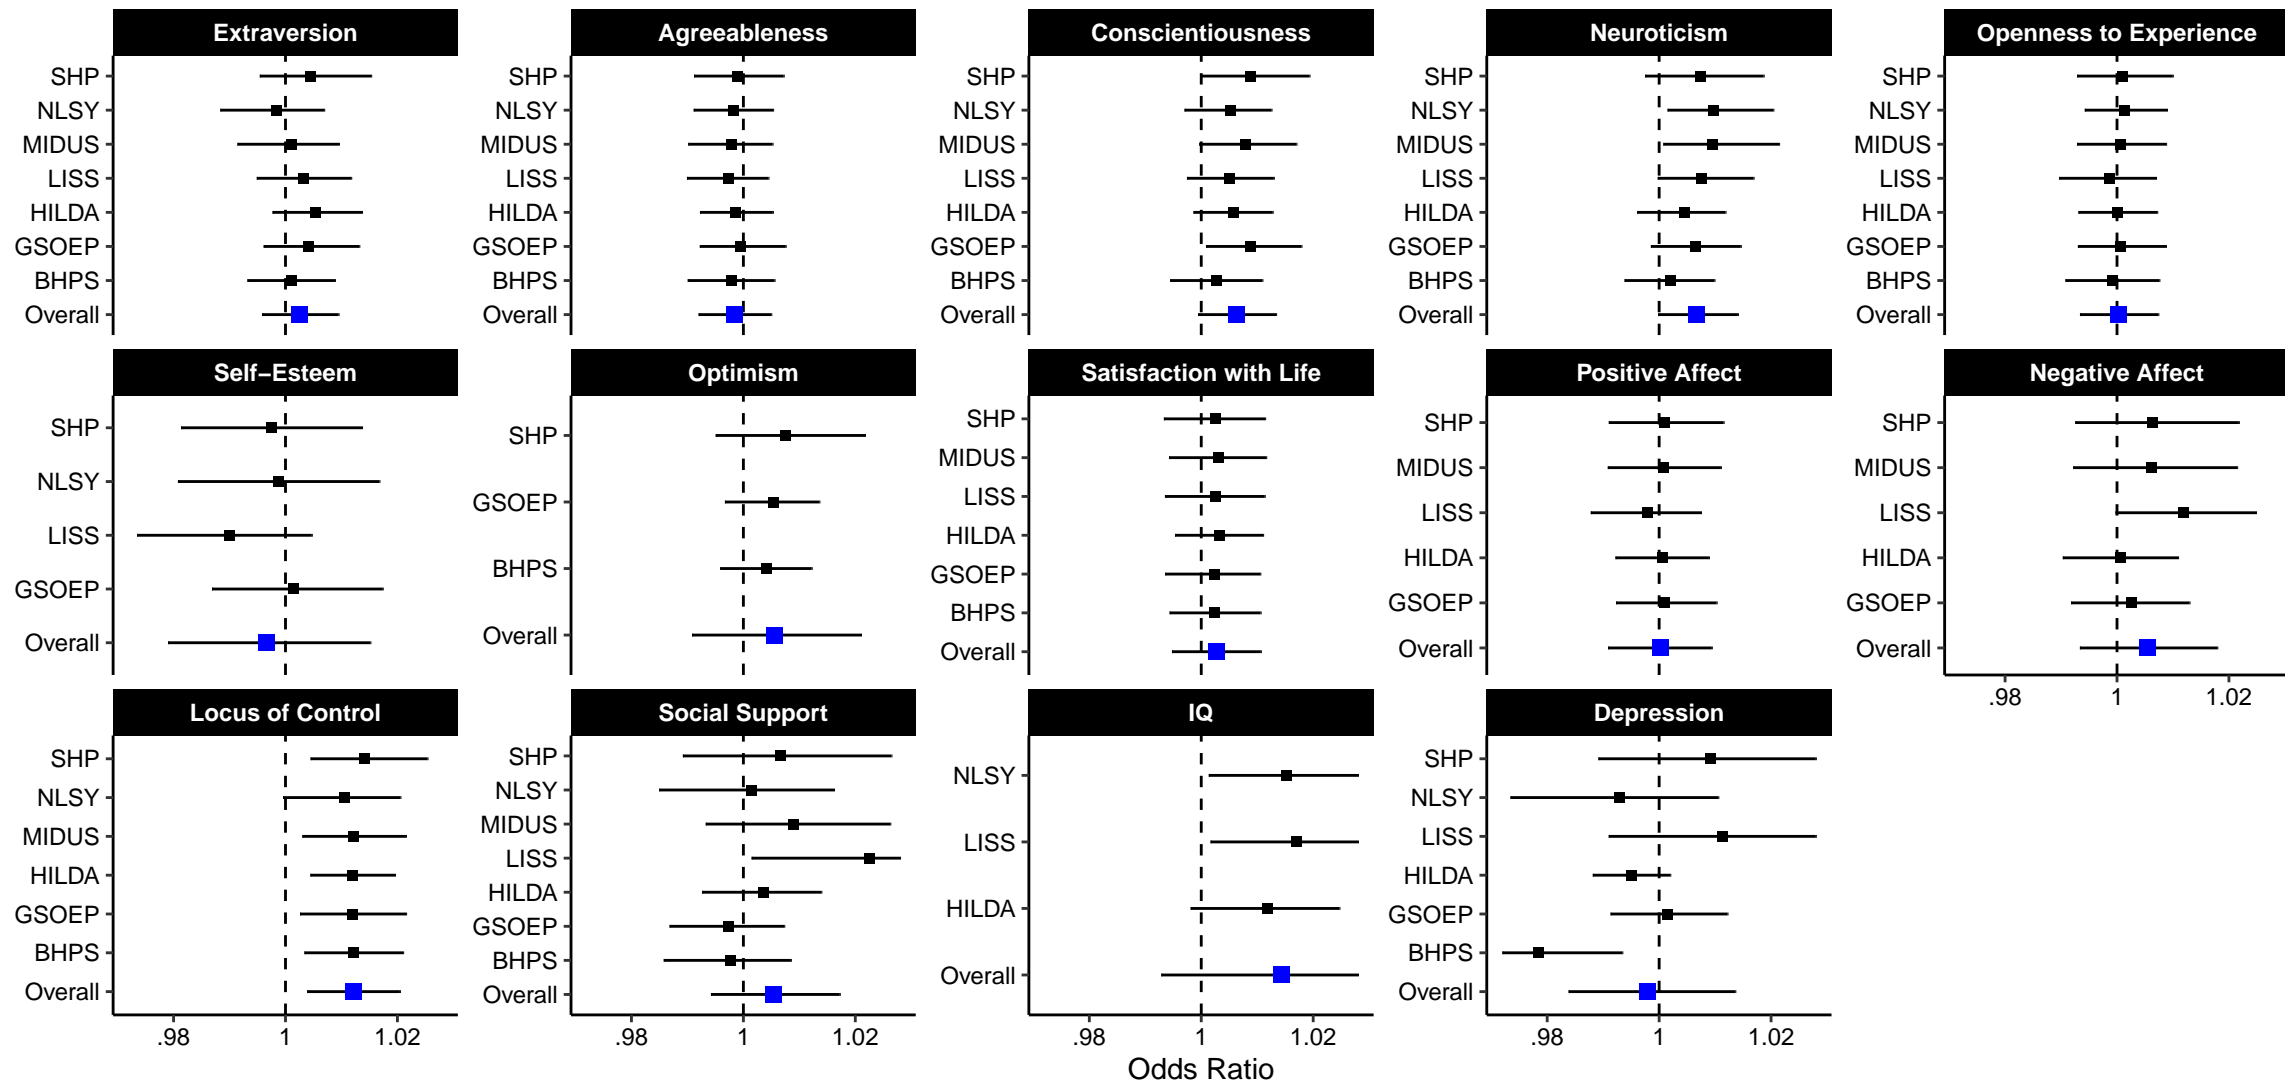 Extraversion
SHP
NLSY
MIDUS
LISS
HILDA
GSOEP
BHPS
Overall
Agreeableness
SHP
NLSY
MIDUS
LISS
HILDA
GSOEP
BHPS
Overall
Conscientiousness
SHP
NLSY
MIDUS
LISS
HILDA
GSOEP
BHPS
Overall
Neuroticism
SHP
NLSY
MIDUS
LISS
HILDA
GSOEP
BHPS
Overall
Openness to Experience
SHP
NLSY
MIDUS
LISS
HILDA
GSOEP
BHPS
Overall
Self−Esteem
SHP
NLSY
LISS
GSOEP
Overall
Optimism
SHP
GSOEP
BHPS
Overall
Satisfaction with Life
SHP
MIDUS
LISS
HILDA
GSOEP
BHPS
Overall
Positive Affect
SHP
MIDUS
LISS
HILDA
GSOEP
Overall
Negative Affect
SHP
MIDUS
LISS
HILDA
GSOEP
Overall
.98 1 1.02
Locus of Control
SHP
NLSY
MIDUS
HILDA
GSOEP
BHPS
Overall
.98 1 1.02
Social Support
SHP
NLSY
MIDUS
LISS
HILDA
GSOEP
BHPS
Overall
.98 1 1.02
IQ
NLSY
LISS
HILDA
Overall
.98 1 1.02
Depression
SHP
NLSY
LISS
HILDA
GSOEP
BHPS
Overall
.98 1 1.02
Odds Ratio